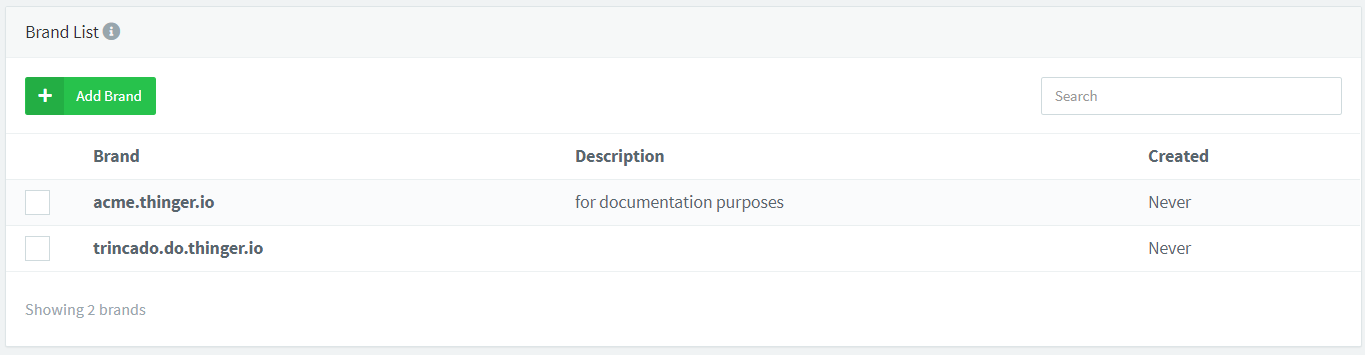 Brand List
Add Brand
Search
Brand Description Created
acme.thinger.io for documentation purposes Never
trincado.do.thinger.io Never
Showing 2 brands